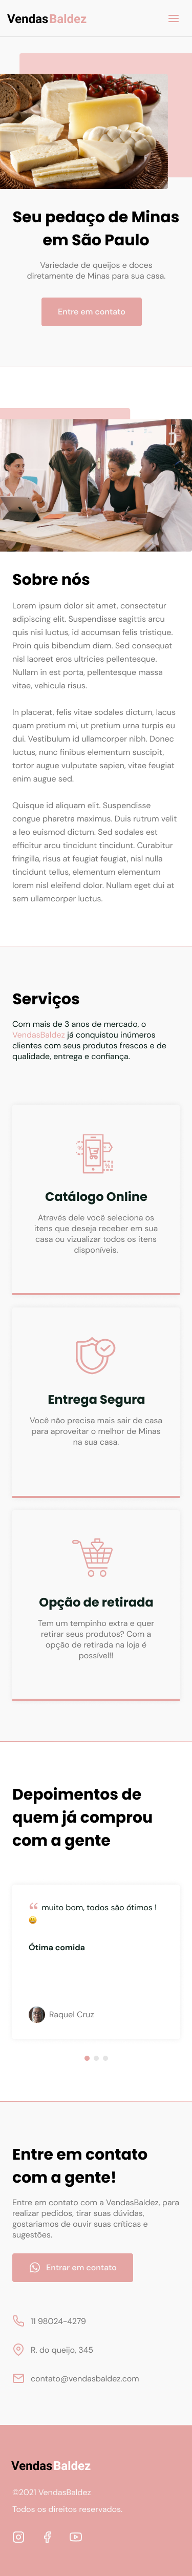 VendasBaldez
Seu pedaço de Minas
em São Paulo
Variedade de queijos e doces
diretamente de Minas para sua casa.
Entre em contato
Sobre nós
Lorem ipsum dolor sit amet, consectetur
adipiscing elit. Suspendisse sagittis arcu
quis nisi luctus, id accumsan felis tristique.
Proin quis bibendum diam. Sed consequat
nisl laoreet eros ultricies pellentesque.
Nullam in est porta, pellentesque massa
vitae, vehicula risus.
In placerat, felis vitae sodales dictum, lacus
quam pretium mi, ut pretium urna turpis eu
dui. Vestibulum id ullamcorper nibh. Donec
luctus, nunc finibus elementum suscipit,
tortor augue vulputate sapien, vitae feugiat
enim augue sed.
Quisque id aliquam elit. Suspendisse
congue pharetra maximus. Duis rutrum velit
a leo euismod dictum. Sed sodales est
efficitur arcu tincidunt tincidunt. Curabitur
fringilla, risus at feugiat feugiat, nisl nulla
tincidunt tellus, elementum elementum
lorem nisl eleifend dolor. Nullam eget dui at
sem ullamcorper luctus.
Serviços
Com mais de 3 anos de mercado, o
VendasBaldez já conquistou inúmeros
clientes com seus produtos frescos e de
qualidade, entrega e confiança.
Catálogo Online
Através dele você seleciona os
itens que deseja receber em sua
casa ou vizualizar todos os itens
disponíveis.
Entrega Segura
Você não precisa mais sair de casa
para aproveitar o melhor de Minas
na sua casa.
Opção de retirada
Tem um tempinho extra e quer
retirar seus produtos? Com a
opção de retirada na loja é
possível!!
Depoimentos de
quem já comprou
com a gente
“ muito bom, todos são ótimos !
😀
Ótima comida
Raquel Cruz
Entre em contato
com a gente!
Entre em contato com a VendasBaldez, para
realizar pedidos, tirar suas dúvidas,
gostaríamos de ouvir suas críticas e
sugestões.
Entrar em contato
11 98024-4279
R. do queijo, 345
contato@vendasbaldez.com
VendasBaldez
©2021 VendasBaldez
Todos os direitos reservados.